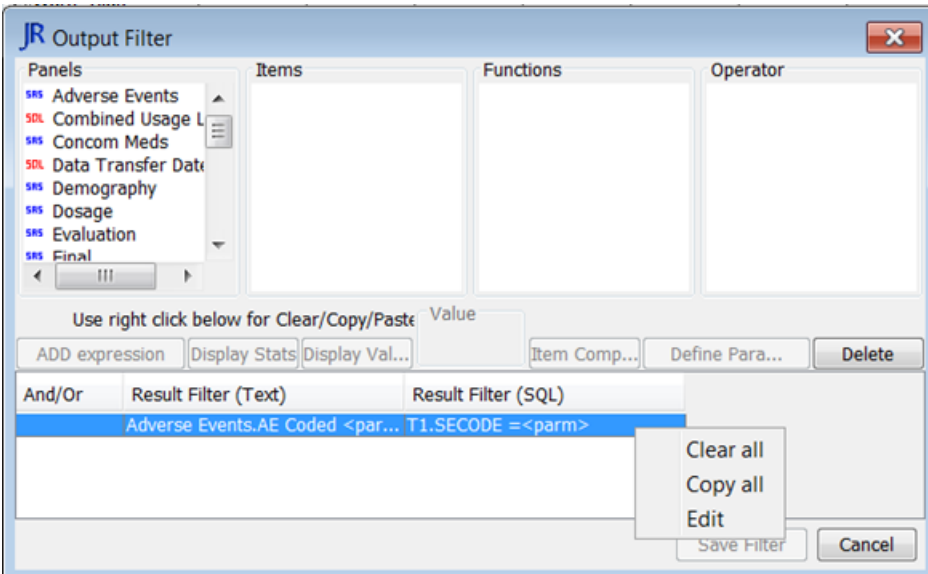 JR Output Filter
Panels Items Functions Operator
SRS Adverse Events
SQL Combined Usage L
SRS Concom Meds
SQL Data Transfer Date
SRS Demography
SRS Dosage
SRS Evaluation
SRS Final
Use right click below for Clear/Copy/Paste Value
ADD expression Display Stats Display Val... Item Comp... Define Para... Delete
And/Or Result Filter (Text) Result Filter (SQL)
Adverse Events.AE Coded <par... T1.SECODE =<parm>
Clear all
Copy all
Edit
Save Filter Cancel